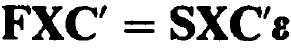 FXC′ = SXC′ε